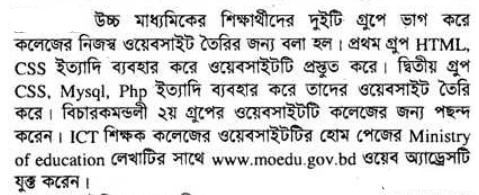 উচ্চ মাধ্যমিকের শিক্ষার্থীদের দুইটি গ্রুপে ভাগ করে
কলেজের নিজস্ব ওয়েবসাইট তৈরির জন্য বলা হল। প্রথম গ্রুপ HTML,
CSS ইত্যাদি ব্যবহার করে ওয়েবসাইটটি প্রস্তুত করে। দ্বিতীয় গ্রুপ
CSS, Mysql, Php ইত্যাদি ব্যবহার করে তাদের ওয়েবসাইট তৈরি
করে। বিচারকমন্ডলী ২য় গ্রুপের ওয়েবসাইটটি কলেজের জন্য পছন্দ
করেন। ICT শিক্ষক কলেজের ওয়েবসাইটটির হোম পেজের Ministry
of education লেখাটির সাথে www.moedu.gov.bd ওয়েব অ্যাড্রেসটি
যুক্ত করেন।